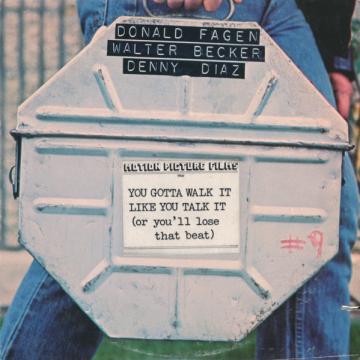 DONALD FAGEN
WALTER BECKER
DENNY DIAZ
MOTION PICTURE FILMS
YOU GOTTA WALK IT
LIKE YOU TALK IT
(or you'll lose
that beat)
#9